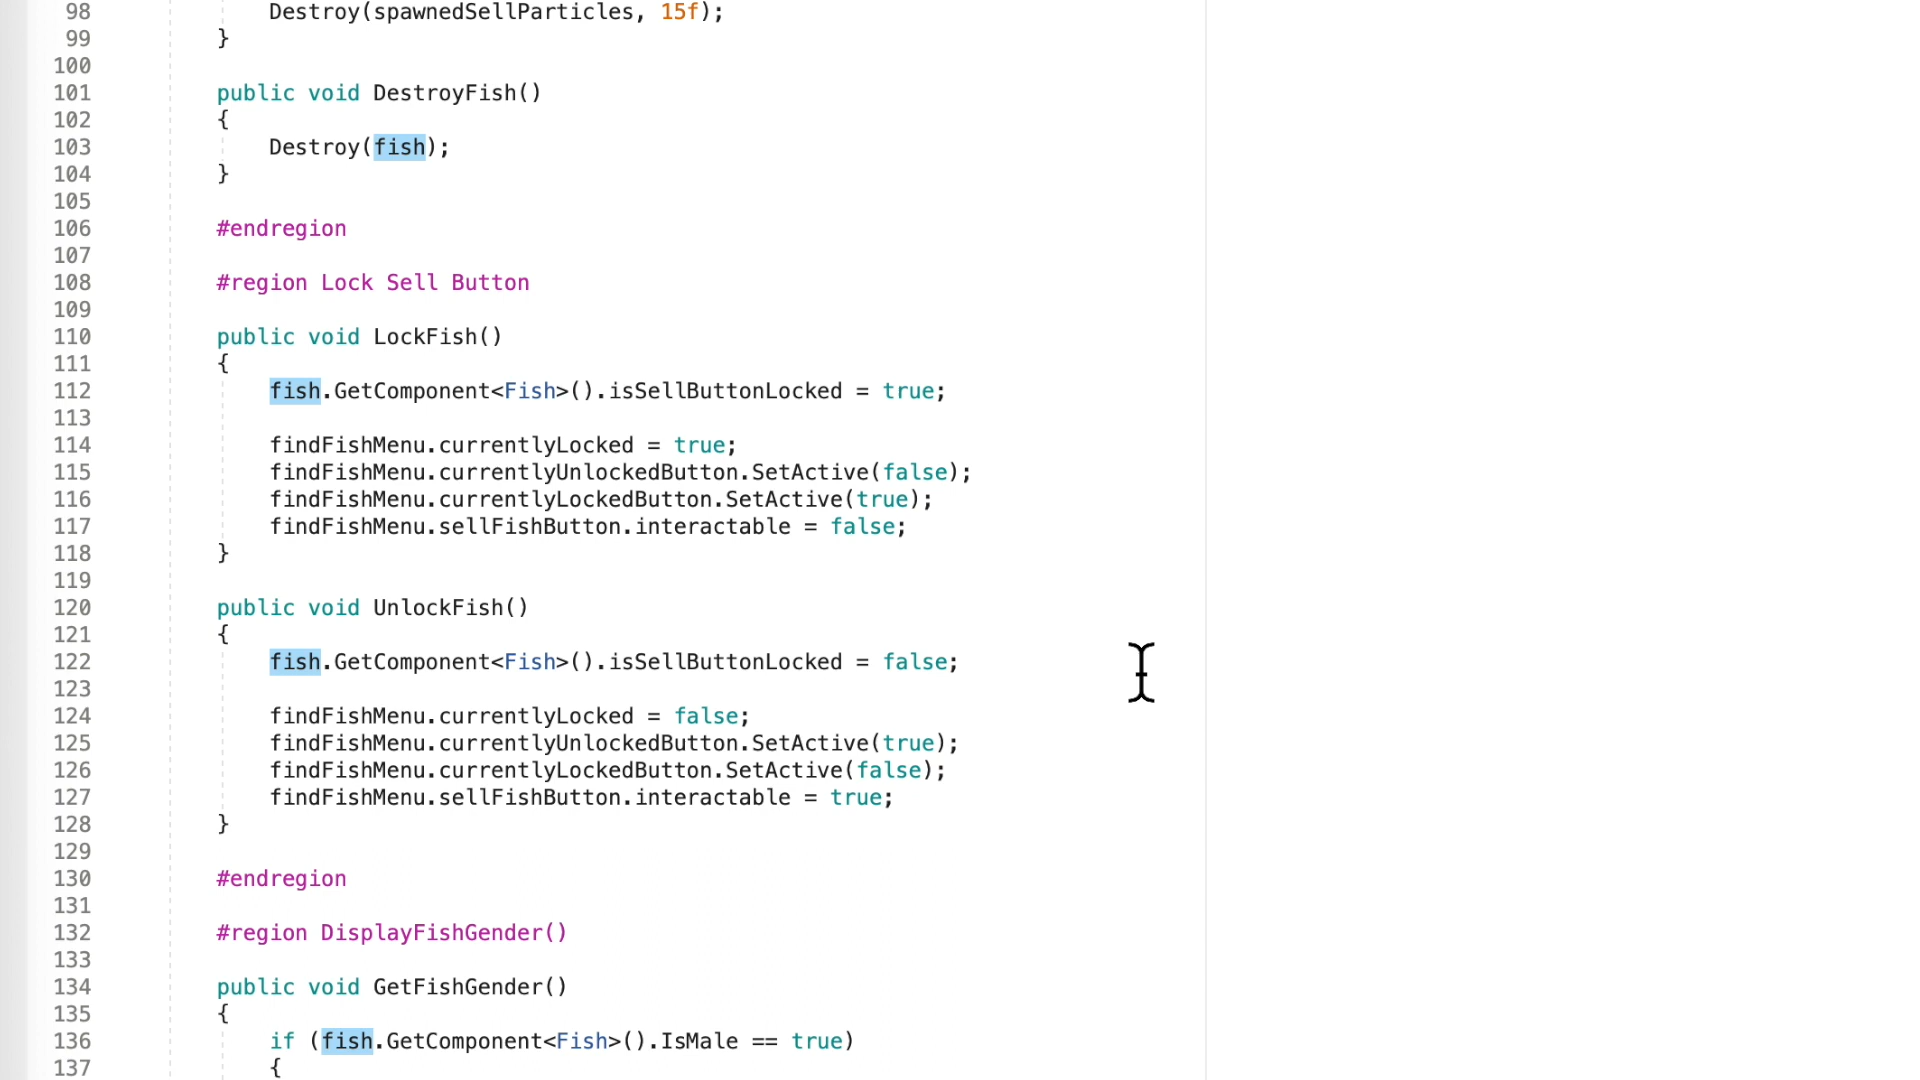 98 Destroy(spawnedSellParticles, 15f);
99 }
100
101 public void DestroyFish()
102 {
103 Destroy(fish);
104 }
105
106 #endregion
107
108 #region Lock Sell Button
109
110 public void LockFish()
111 {
112 fish.GetComponent<Fish>().isSellButtonLocked = true;
113
114 findFishMenu.currentlyLocked = true;
115 findFishMenu.currentlyUnlockedButton.SetActive(false);
116 findFishMenu.currentlyLockedButton.SetActive(true);
117 findFishMenu.sellFishButton.interactable = false;
118 }
119
120 public void UnlockFish()
121 {
122 fish.GetComponent<Fish>().isSellButtonLocked = false;
123
124 findFishMenu.currentlyLocked = false;
125 findFishMenu.currentlyUnlockedButton.SetActive(true);
126 findFishMenu.currentlyLockedButton.SetActive(false);
127 findFishMenu.sellFishButton.interactable = true;
128 }
129
130 #endregion
131
132 #region DisplayFishGender()
133
134 public void GetFishGender()
135 {
136 if (fish.GetComponent<Fish>().IsMale == true)
137 {